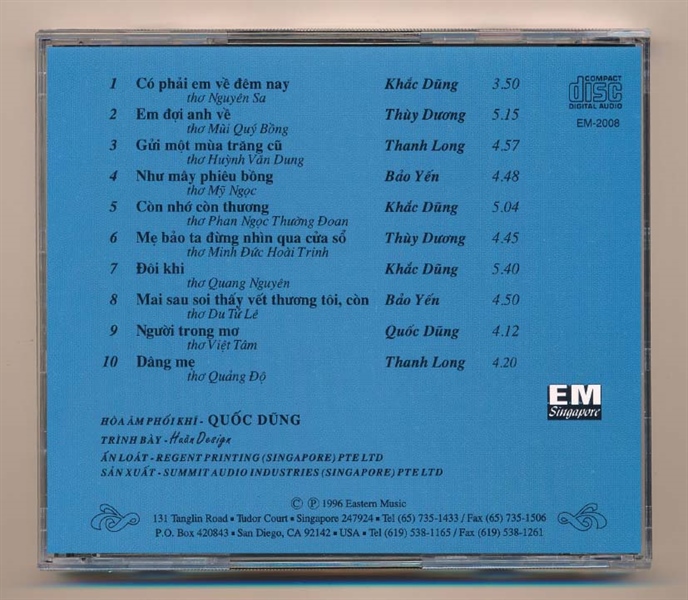 1 Có phải em về đêm nay Khắc Dũng 3.50
thơ Nguyên Sa
2 Em đợi anh về Thùy Dương 5.15
thơ Mùi Quý Bồng
3 Gửi một mùa trăng cũ Thanh Long 4.57
thơ Huỳnh Văn Dung
4 Như mây phiêu bồng Bảo Yến 4.48
thơ Mỹ Ngọc
5 Còn nhớ còn thương Khắc Dũng 5.04
thơ Phan Ngọc Thường Đoan
6 Mẹ bảo ta đừng nhìn qua cửa sổ Thùy Dương 4.45
thơ Minh Đức Hoài Trinh
7 Đôi khi Khắc Dũng 5.40
thơ Quang Nguyên
8 Mai sau soi thấy vết thương tôi, còn Bảo Yến 4.50
thơ Du Tử Lê
9 Người trong mơ Quốc Dũng 4.12
thơ Việt Tâm
10 Dâng mẹ Thanh Long 4.20
thơ Quảng Độ
COMPACT
disc
DIGITAL AUDIO
EM-2008
EM
Singapore
HÒA ÂM PHỐI KHÍ - QUỐC DŨNG
TRÌNH BÀY - Huân Design
ẤN LOÁT - REGENT PRINTING (SINGAPORE) PTE LTD
SẢN XUẤT - SUMMIT AUDIO INDUSTRIES (SINGAPORE) PTE LTD
© ℗ 1996 Eastern Music
131 Tanglin Road ▪ Tudor Court ▪ Singapore 247924 ▪ Tel (65) 735-1433 / Fax (65) 735-1506
P.O. Box 420843 ▪ San Diego, CA 92142 ▪ USA ▪ Tel (619) 538-1165 / Fax (619) 538-1261